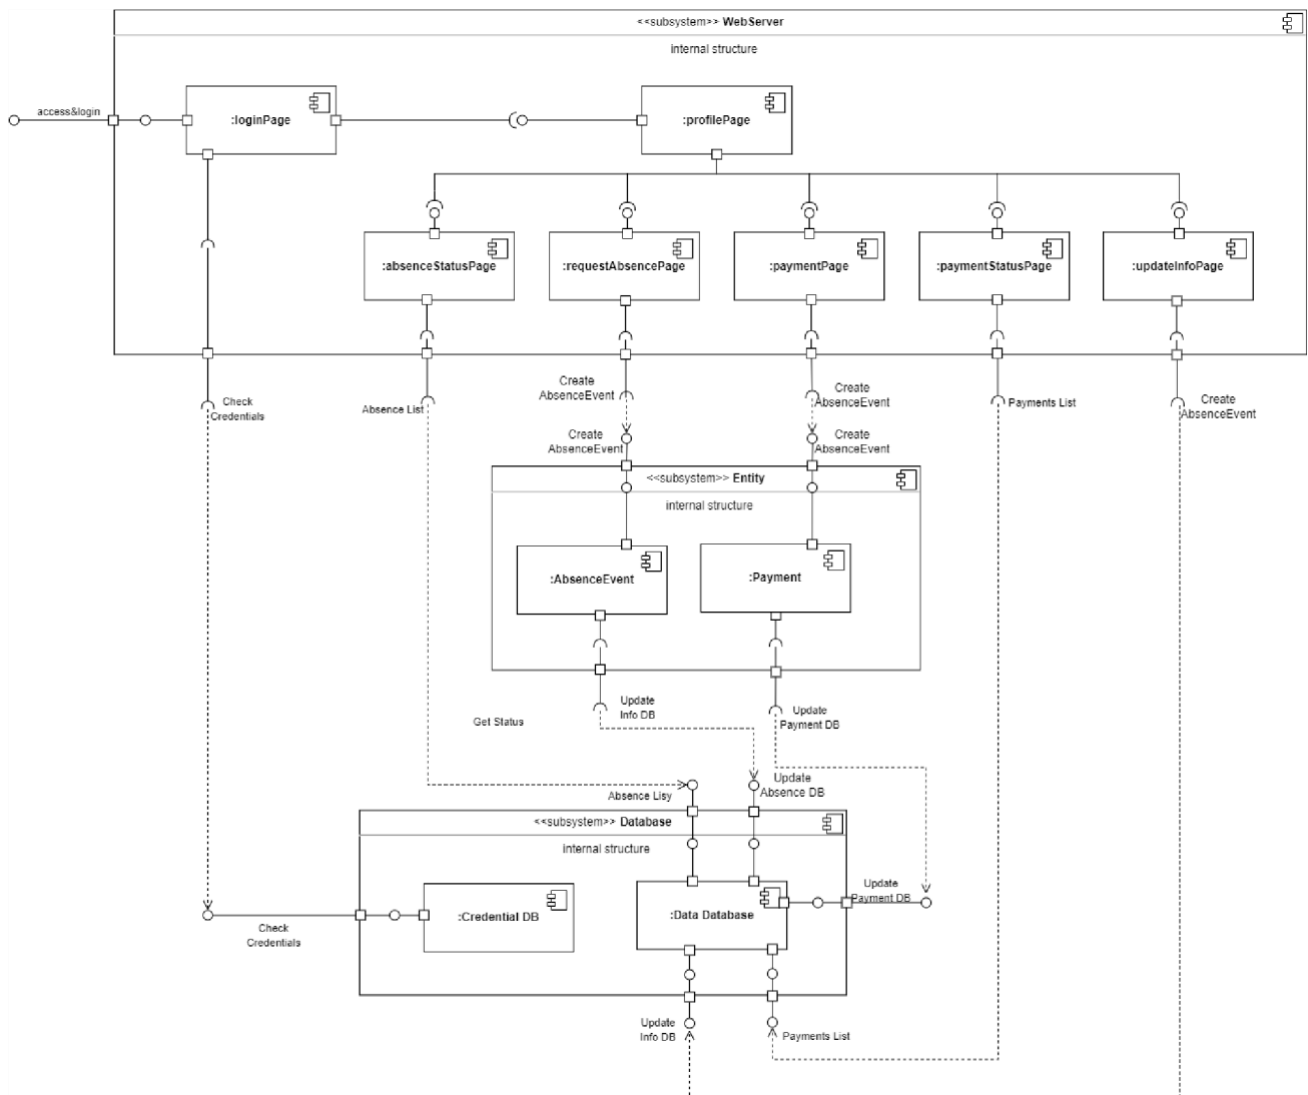 <<subsystem>> WebServer
internal structure
access&login
:loginPage
:profilePage
:absenceStatusPage
:requestAbsencePage
:paymentPage
:paymentStatusPage
:updateInfoPage
Check
Credentials
Absence List
Create
AbsenceEvent
Create
AbsenceEvent
Payments List
Create
AbsenceEvent
Create
AbsenceEvent
Create
AbsenceEvent
<<subsystem>> Entity
internal structure
:AbsenceEvent
:Payment
Update
Info DB
Get Status
Update
Payment DB
Absence Lisy
Update
Absence DB
<<subsystem>> Database
internal structure
:Credential DB
:Data Database
Update
Payment DB
Check
Credentials
Update
Info DB
Payments List